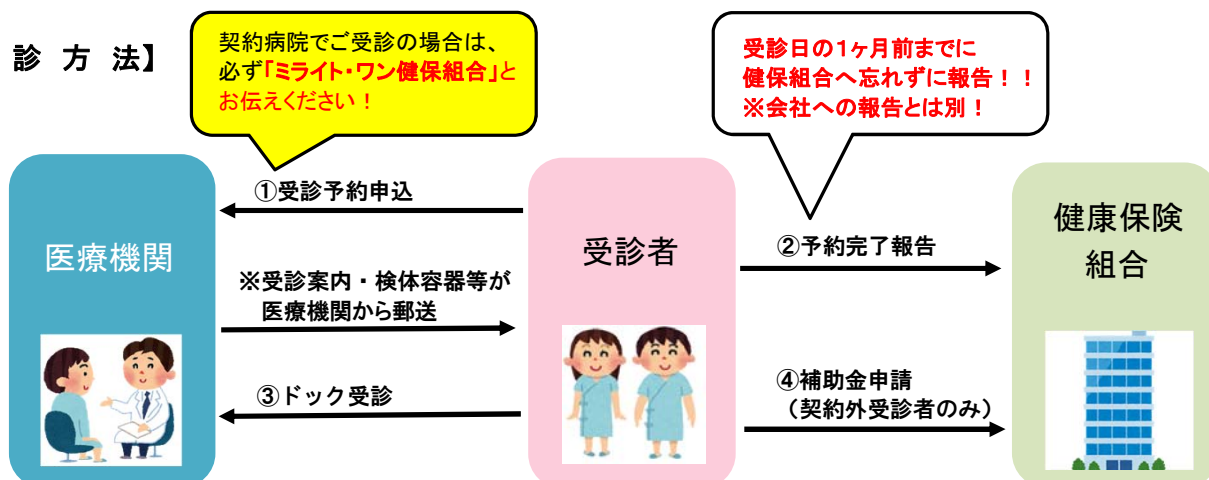 診 方 法】
契約病院でご受診の場合は、
必ず「ミライト・ワン健保組合」と
お伝えください！
受診日の1ヶ月前までに
健保組合へ忘れずに報告！！
※会社への報告とは別！
①受診予約申込
医療機関
※受診案内・検体容器等が
医療機関から郵送
③ドック受診
受診者
②予約完了報告
④補助金申請
（契約外受診者のみ）
健康保険
組合